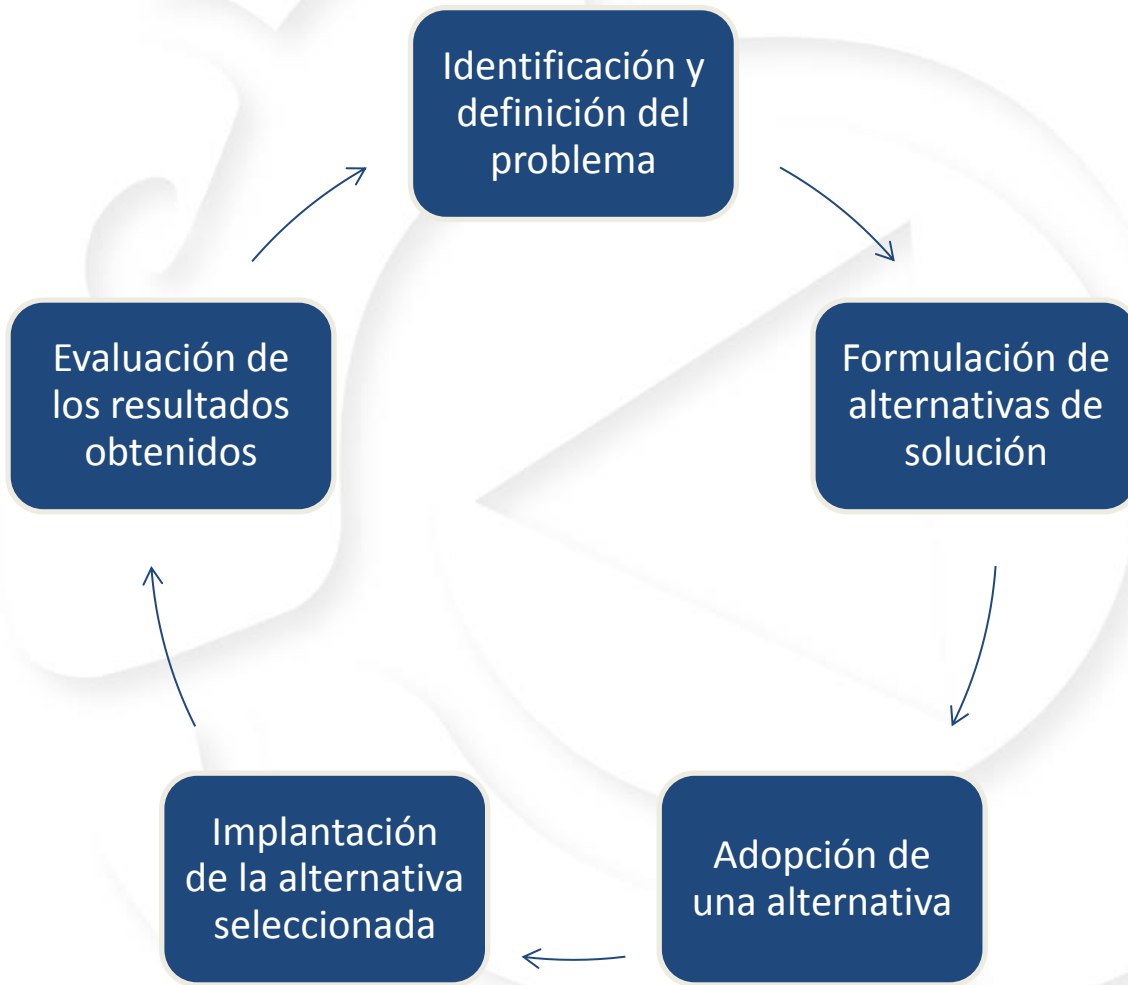 Identificación y
definición del
problema
Formulación de
alternativas de
solución
Adopción de
una alternativa
Implantación
de la alternativa
seleccionada
Evaluación de
los resultados
obtenidos